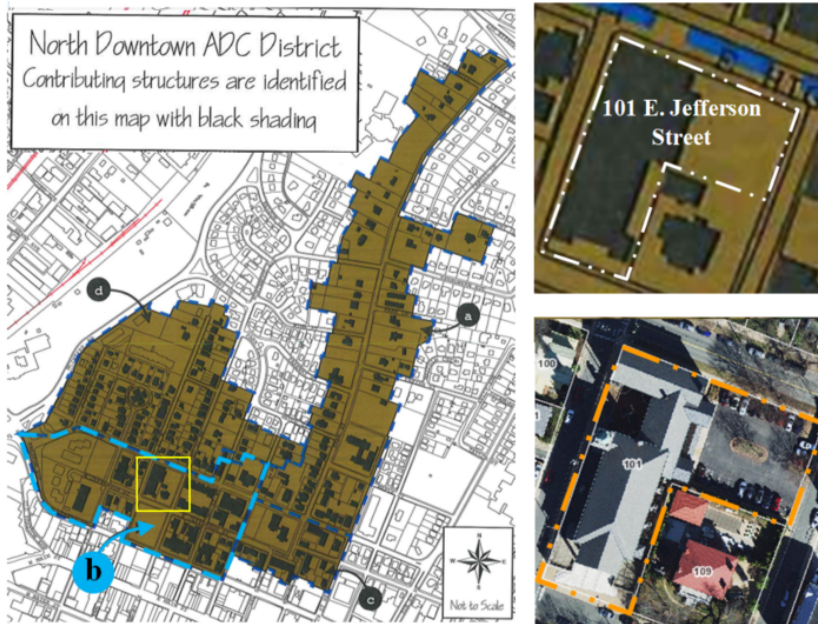 North Downtown ADC District
Contributing structures are identified
on this map with black shading
d
a
b
c
N
W
E
S
Not to Scale
101 E. Jefferson
Street
100
101
109